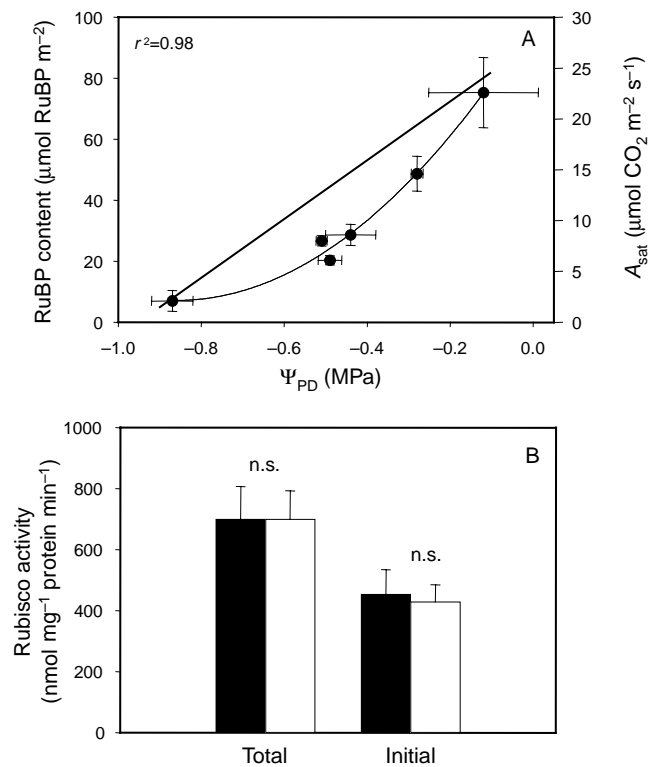 r²=0.98
A
RuBP content (μmol RuBP m⁻²)
100
80
60
40
20
0
30
25
20
15
10
5
0
A_sat (μmol CO₂ m⁻² s⁻¹)
–1.0 –0.8 –0.6 –0.4 –0.2 0.0
Ψ_PD (MPa)
B
Rubisco activity
(nmol mg⁻¹ protein min⁻¹)
1000
800
600
400
200
0
n.s.
n.s.
Total Initial